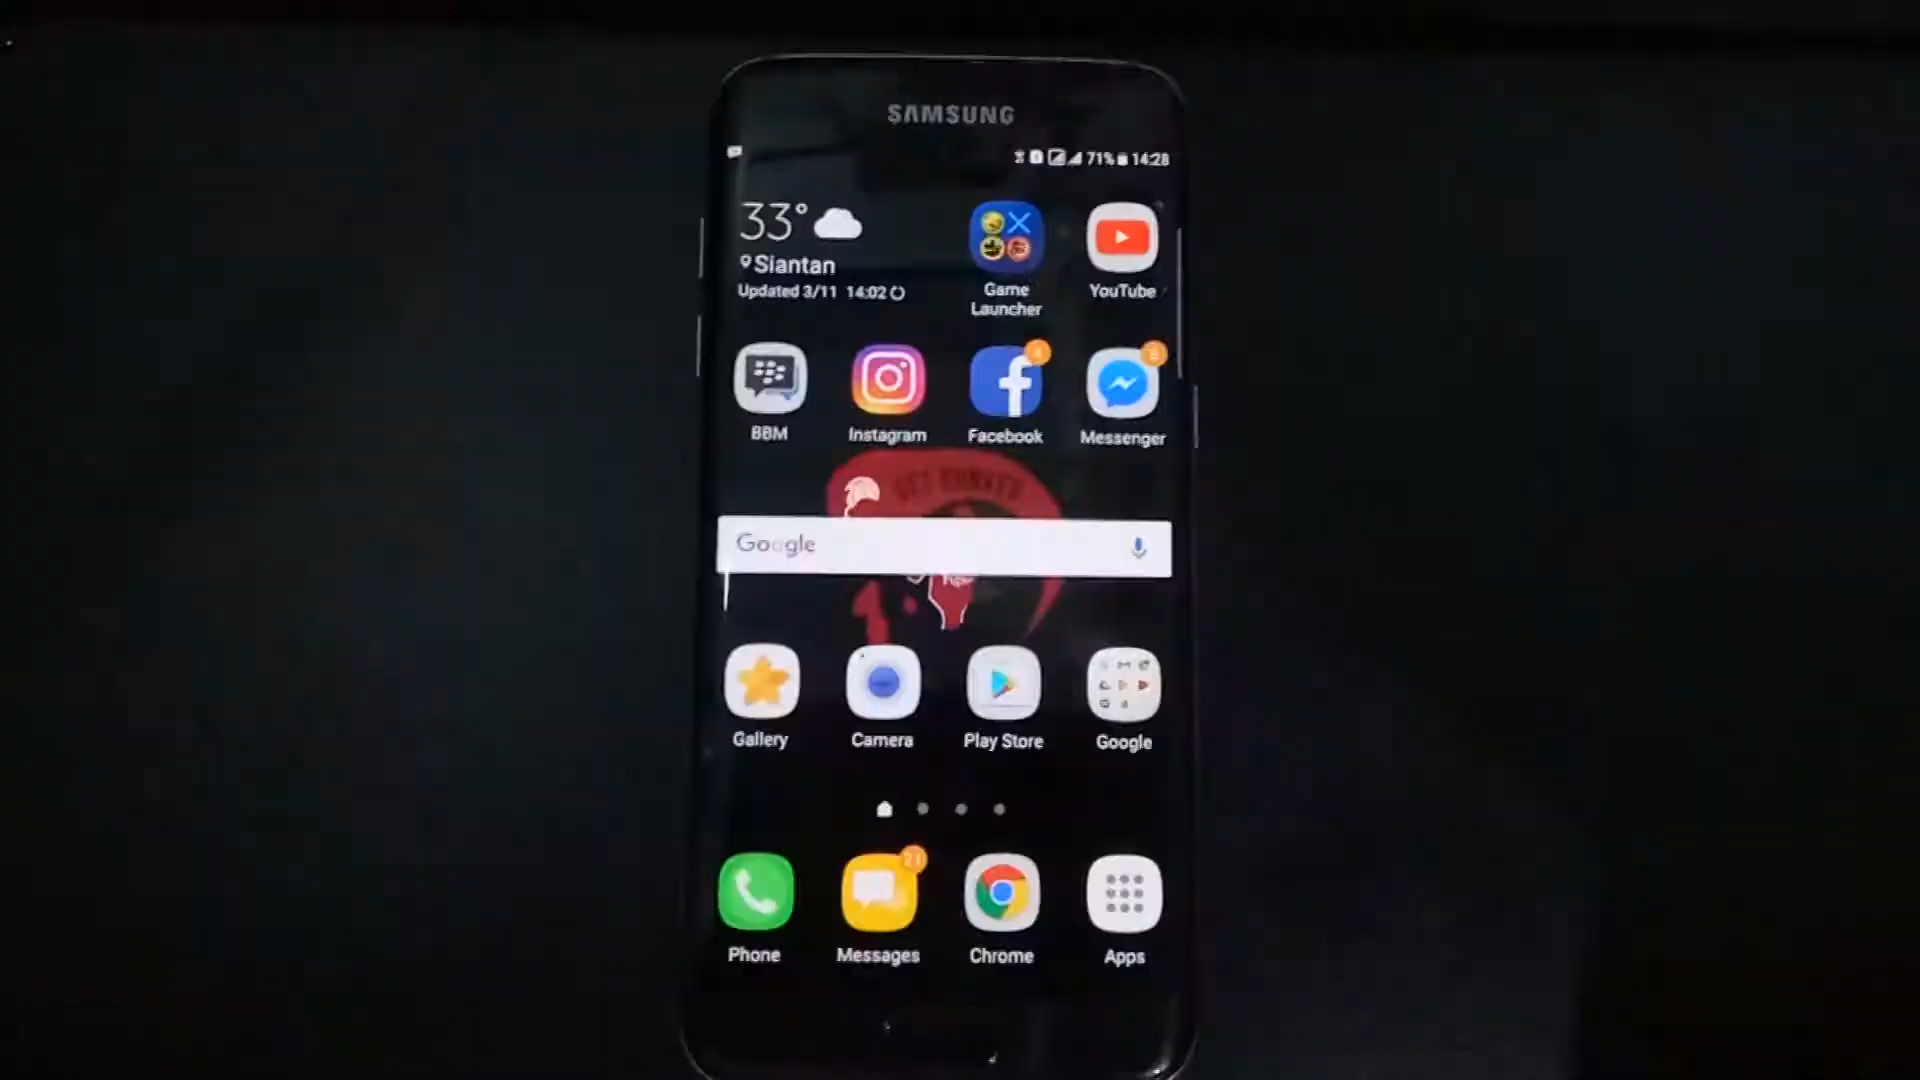 SAMSUNG
71% 14:28
33°
Siantan
Updated 3/11 14:02
Game
Launcher
YouTube
BBM
Instagram
Facebook
Messenger
Google
Gallery
Camera
Play Store
Google
21
Phone
Messages
Chrome
Apps